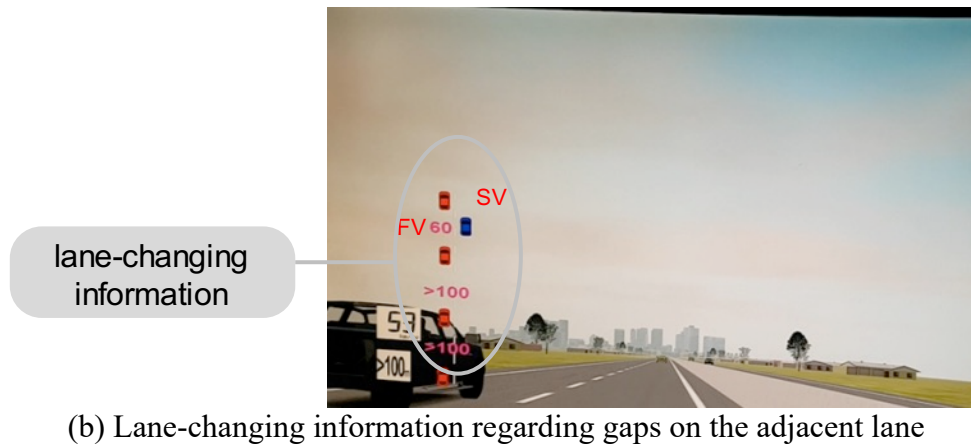 SV
FV 60
lane-changing
information
>100
53
>100
>100m
(b) Lane-changing information regarding gaps on the adjacent lane